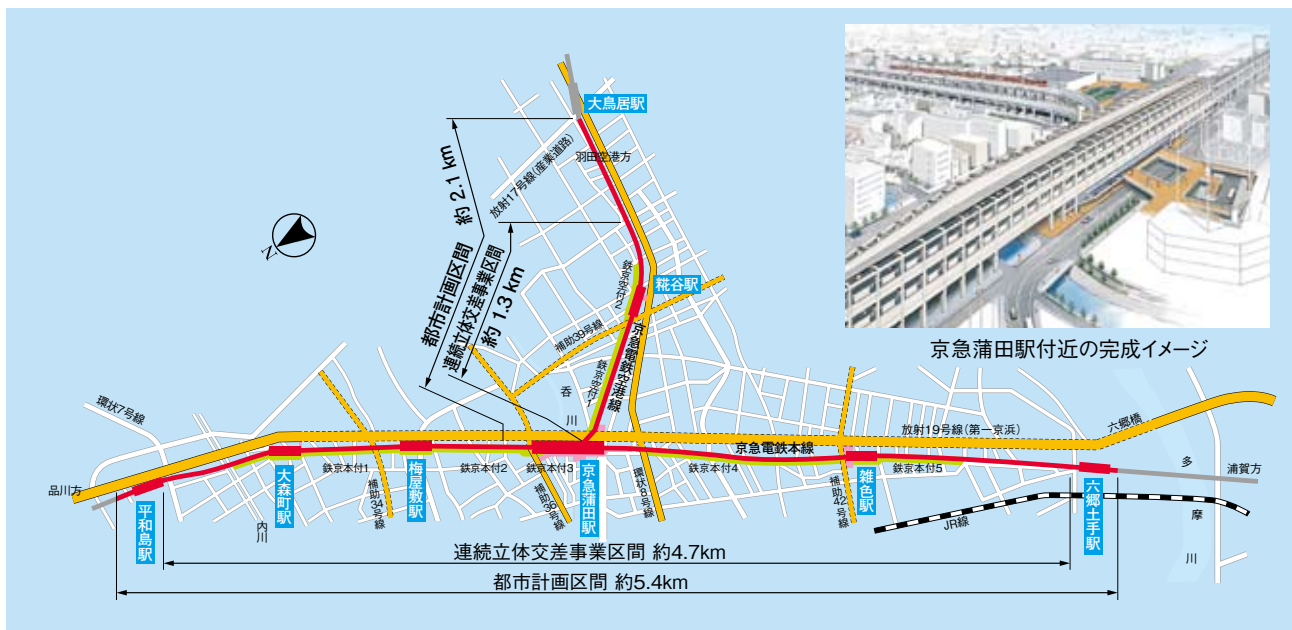 大鳥居駅
羽田空港方
放射17号線(産業道路)
約 2.1 km
都市計画区間
連続立体交差事業区間
約 1.3 km
N
鉄京空付2
糀谷駅
補助39号線
京急電鉄空港線
鉄京空付1
呑川
京急蒲田駅付近の完成イメージ
環状7号線
品川方
平和島駅
内川
大森町駅
鉄京本付1
補助34号線
梅屋敷駅
鉄京本付2
鉄京本付3
補助36号線
京急蒲田駅
環状8号線
京急電鉄本線
鉄京本付4
放射19号線(第一京浜)
雑色駅
補助42号線
鉄京本付5
JR線
六郷土手駅
六郷橋
多摩川
浦賀方
連続立体交差事業区間 約4.7km
都市計画区間 約5.4km